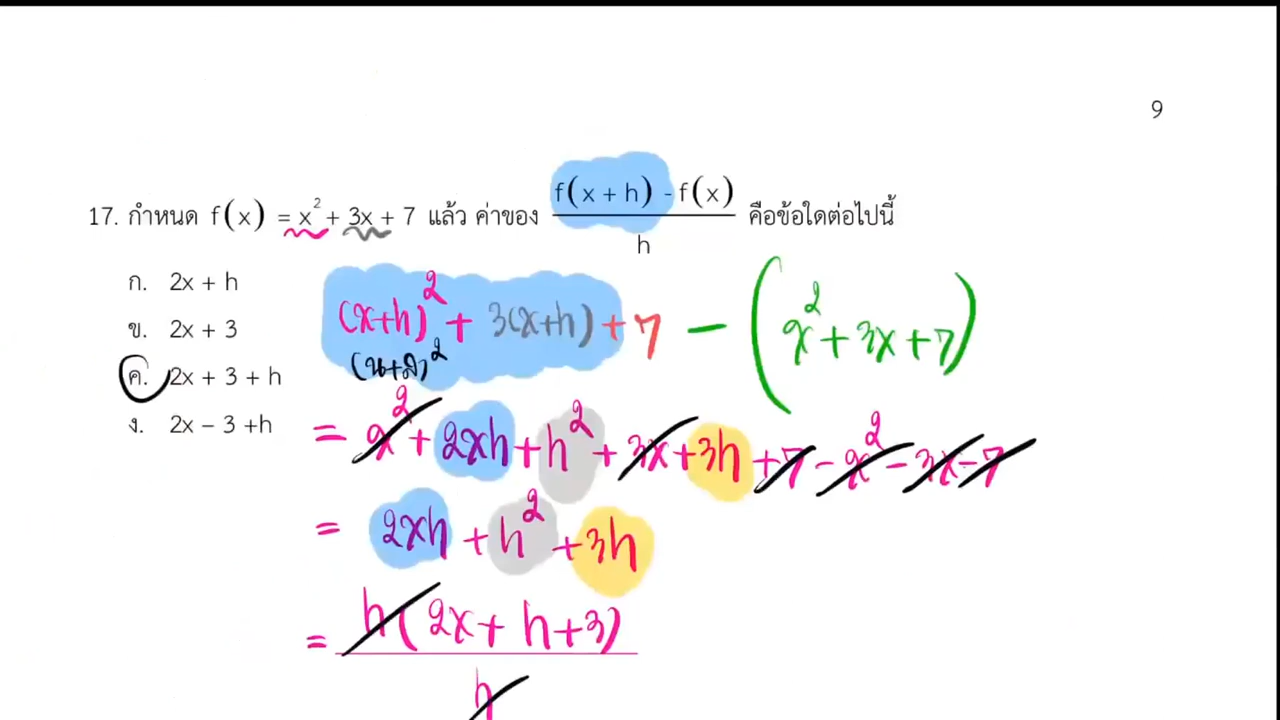 9
17. กำหนด f(x) = x² + 3x + 7 แล้ว ค่าของ f(x + h) - f(x) คือข้อใดต่อไปนี้
h
ก. 2x + h
(x+h)² + 3(x+h) + 7 - (x² + 3x + 7)
ข. 2x + 3
(น+ล)²
ค. 2x + 3 + h
ง. 2x – 3 +h
= x² + 2xh + h² + 3x + 3h + 7 - x² - 3x - 7
= 2xh + h² + 3h
= h(2x + h + 3)
h